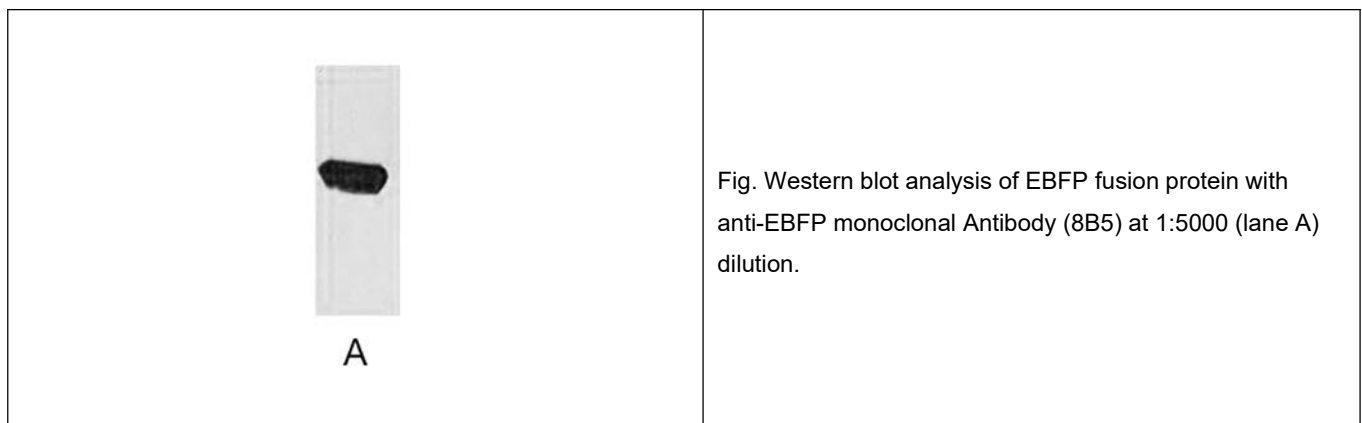 A
Fig. Western blot analysis of EBFP fusion protein with
anti-EBFP monoclonal Antibody (8B5) at 1:5000 (lane A)
dilution.